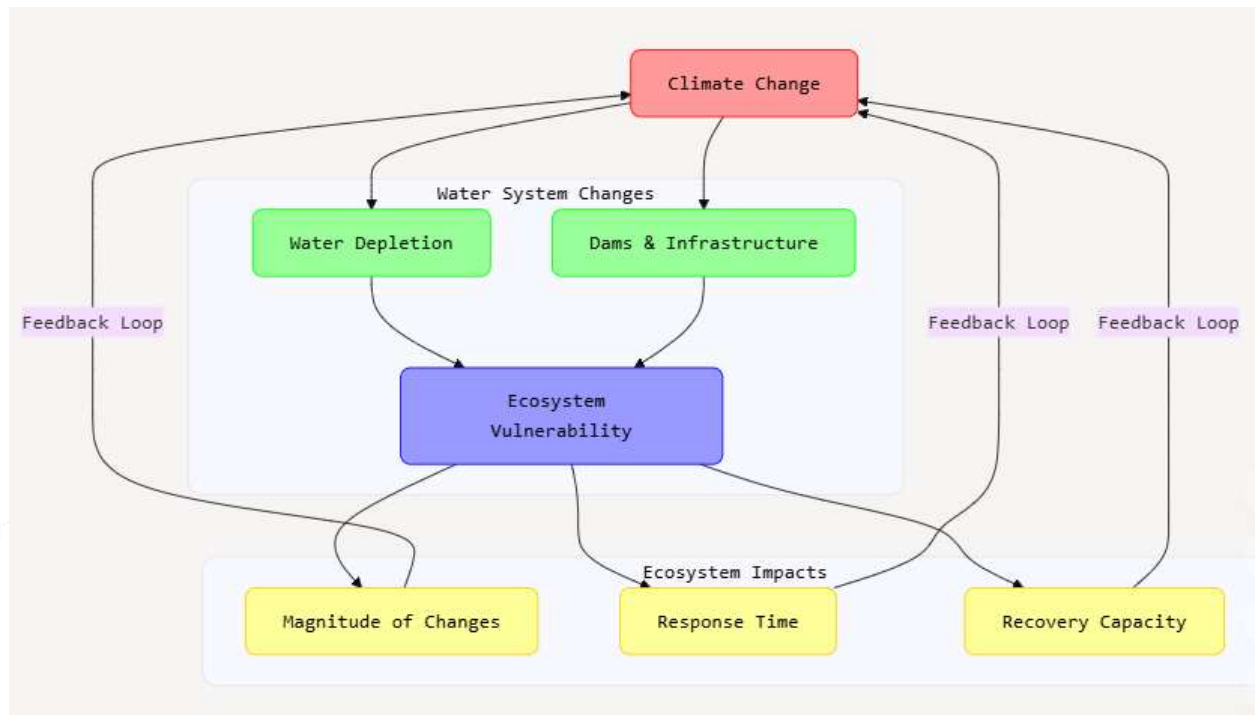 Climate Change
Water System Changes
Water Depletion
Dams & Infrastructure
Feedback Loop
Feedback Loop
Feedback Loop
Ecosystem
Vulnerability
Ecosystem Impacts
Magnitude of Changes
Response Time
Recovery Capacity